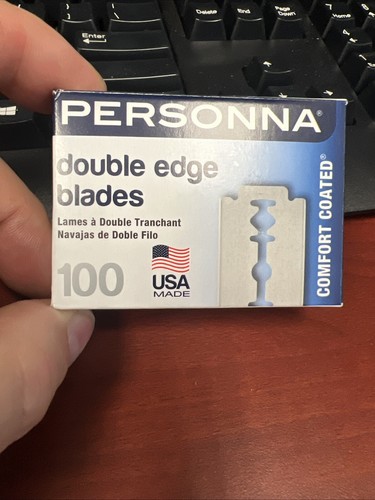 Enter
Delete
End
Page
Down
Home
PERSONNA®
double edge
blades
Lames à Double Tranchant
Navajas de Doble Filo
100
USA
MADE
COMFORT COATED®